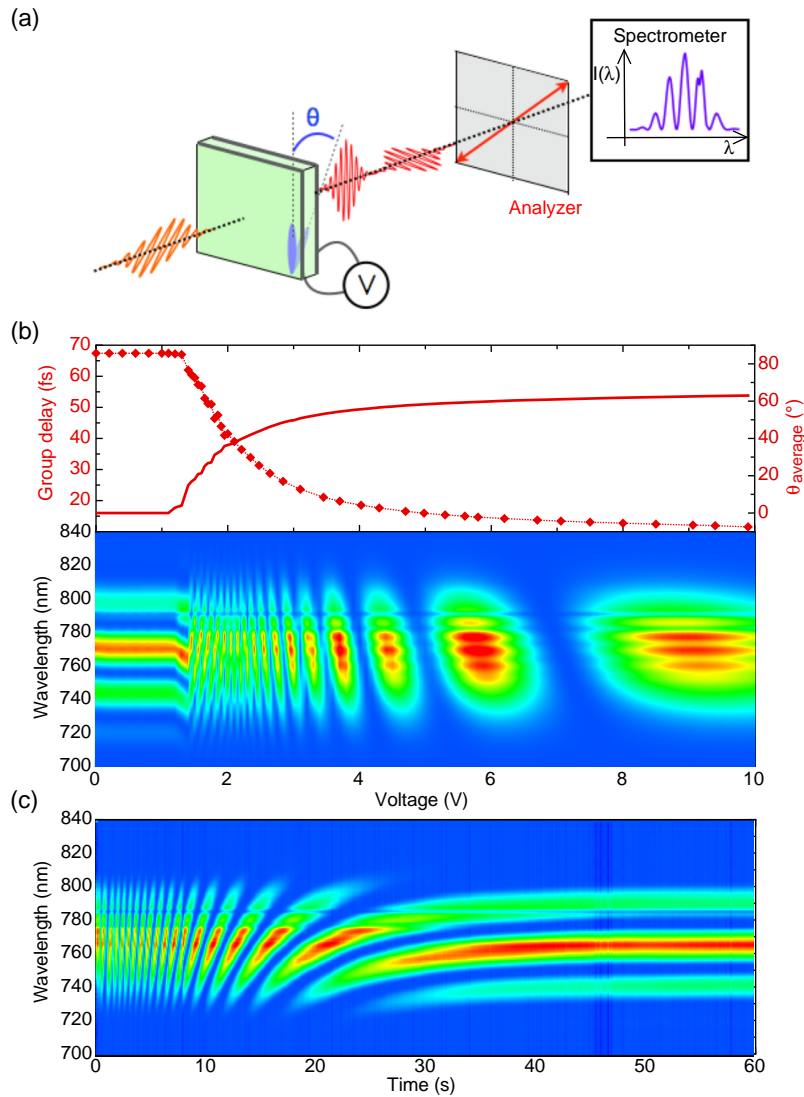 (a)
Spectrometer
I(λ)
λ
θ
Analyzer
V
(b)
70
60
50
40
30
20
Group delay (fs)
80
60
40
20
0
θaverage (°)
840
820
800
780
760
740
720
700
Wavelength (nm)
0 2 4 6 8 10
Voltage (V)
(c)
840
820
800
780
760
740
720
700
Wavelength (nm)
0 10 20 30 40 50 60
Time (s)